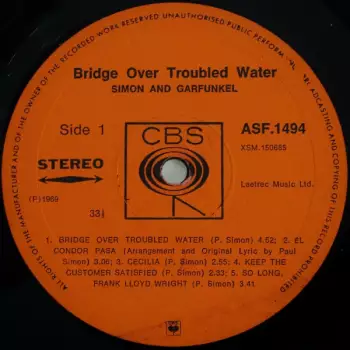 ALL RIGHTS OF THE MANUFACTURER AND OF THE OWNER OF THE RECORDED WORK RESERVED UNAUTHORISED PUBLIC PERFORMANCE BROADCASTING AND COPYING OF THIS RECORD PROHIBITED
Bridge Over Troubled Water
SIMON AND GARFUNKEL
Side 1
CBS
ASF.1494
XSM.150685
STEREO
Laetrec Music Ltd.
(P)1969
33⅓
1. BRIDGE OVER TROUBLED WATER (P. Simon) 4.52; 2. EL
CONDOR PASA (Arrangement and Original Lyric by Paul
Simon) 3.06; 3. CECILIA (P. Simon) 2.55; 4. KEEP THE
CUSTOMER SATISFIED (P. Simon) 2.33; 5. SO LONG,
FRANK LLOYD WRIGHT (P. Simon) 3.41
CBS